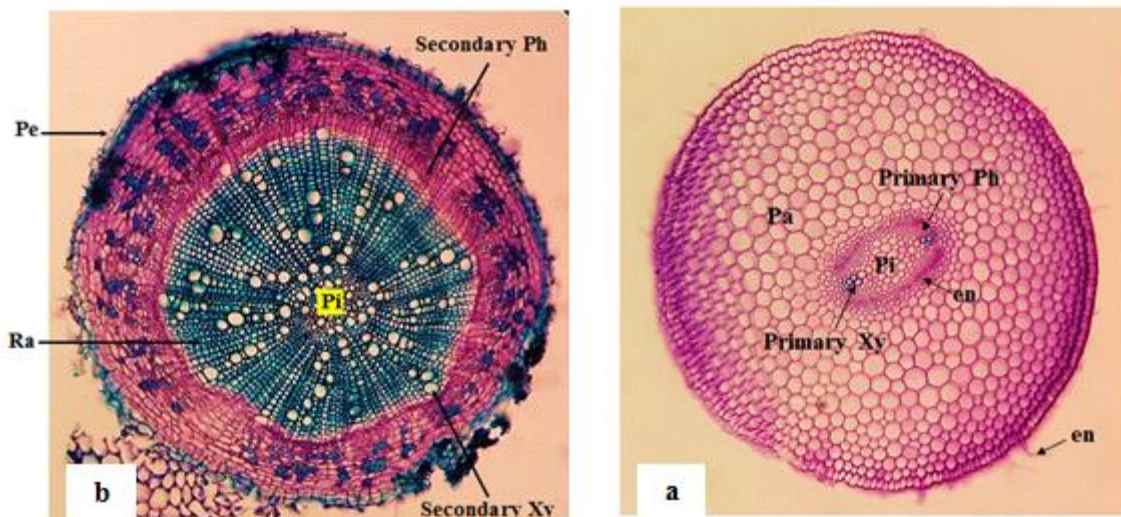 Secondary Ph
Pe
Pi
Ra
Secondary Xy
b
Primary Ph
Pa
Pi
en
Primary Xy
en
a